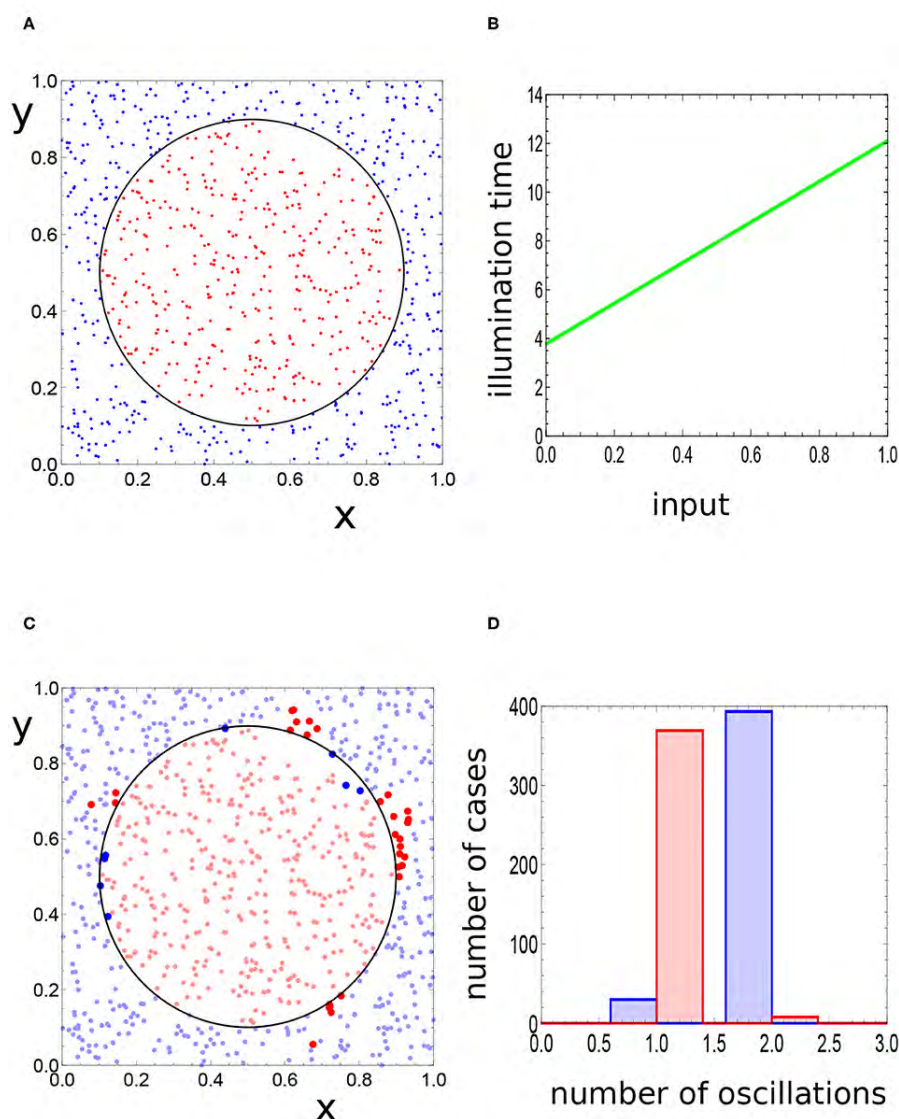 A
1.0
0.8
0.6
0.4
0.2
0.0
y
0.0 0.2 0.4 0.6 0.8 1.0
x
B
14
12
10
8
6
4
2
0
illumination time
0.0 0.2 0.4 0.6 0.8 1.0
input
C
1.0
0.8
0.6
0.4
0.2
0.0
y
0.0 0.2 0.4 0.6 0.8 1.0
x
D
400
300
200
100
0
number of cases
0.0 0.5 1.0 1.5 2.0 2.5 3.0
number of oscillations